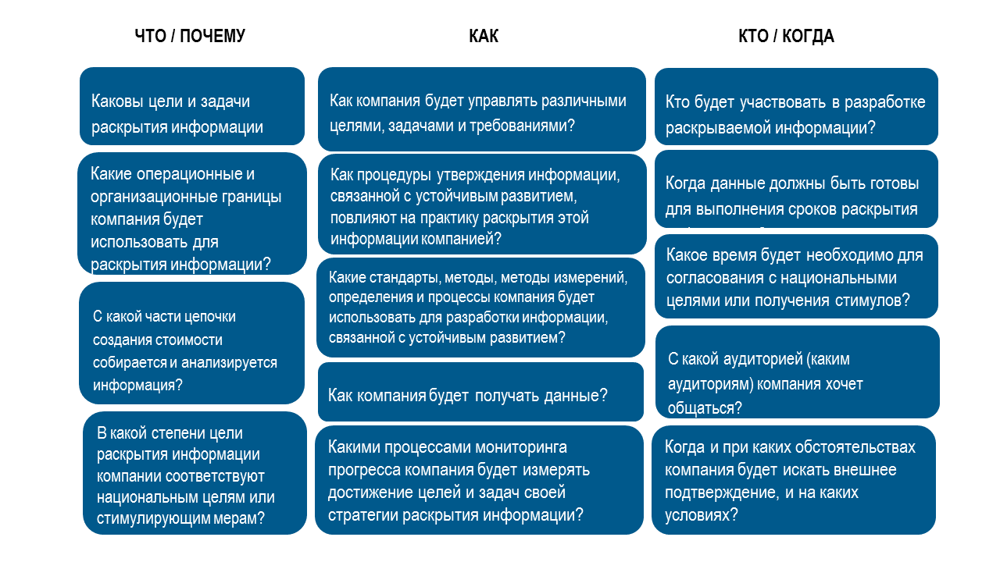 ЧТО / ПОЧЕМУ
КАК
КТО / КОГДА
Каковы цели и задачи
раскрытия информации
Какие операционные и
организационные границы
компания будет
использовать для
раскрытия информации?
С какой части цепочки
создания стоимости
собирается и анализируется
информация?
В какой степени цели
раскрытия информации
компании соответствуют
национальным целям или
стимулирующим мерам?
Как компания будет управлять различными
целями, задачами и требованиями?
Как процедуры утверждения информации,
связанной с устойчивым развитием,
повлияют на практику раскрытия этой
информации компанией?
Какие стандарты, методы, методы измерений,
определения и процессы компания будет
использовать для разработки информации,
связанной с устойчивым развитием?
Как компания будет получать данные?
Какими процессами мониторинга
прогресса компания будет измерять
достижение целей и задач своей
стратегии раскрытия информации?
Кто будет участвовать в разработке
раскрываемой информации?
Когда данные должны быть готовы
для выполнения сроков раскрытия
Какое время будет необходимо для
согласования с национальными
целями или получения стимулов?
С какой аудиторией (каким
аудиториям) компания хочет
общаться?
Когда и при каких обстоятельствах
компания будет искать внешнее
подтверждение, и на каких
условиях?